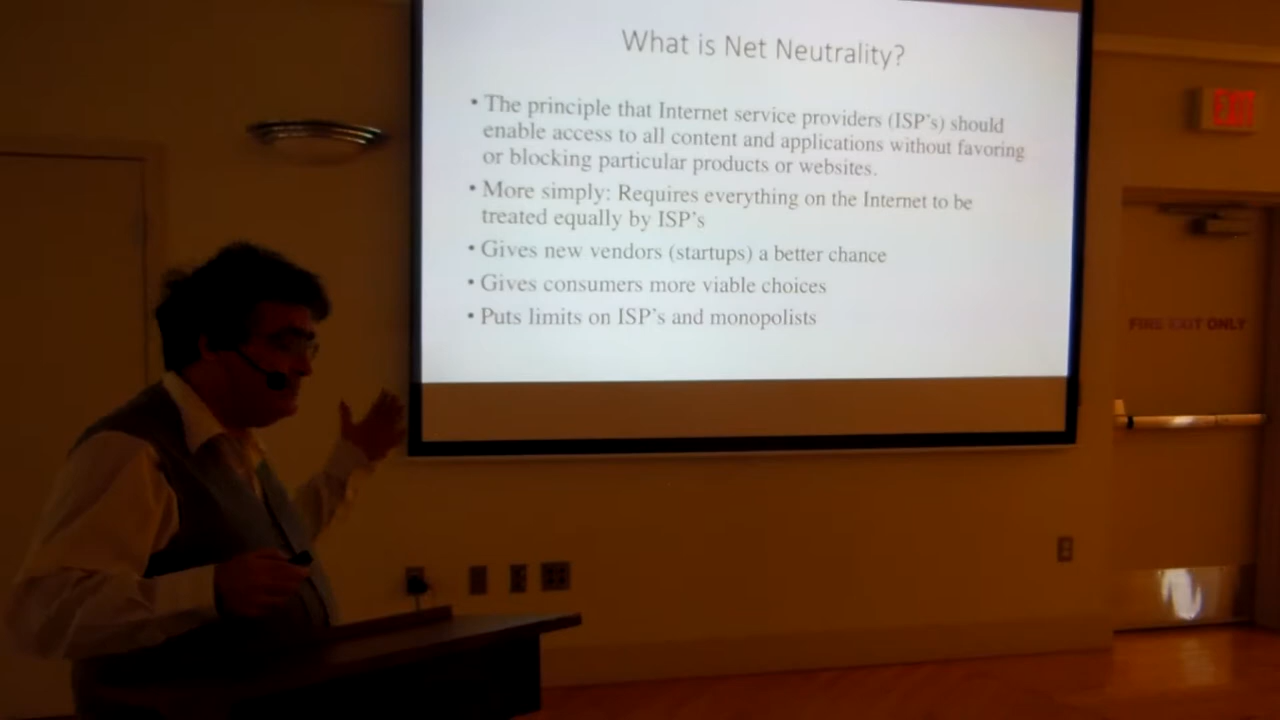 What is Net Neutrality?
• The principle that Internet service providers (ISP's) should
enable access to all content and applications without favoring
or blocking particular products or websites.
• More simply: Requires everything on the Internet to be
treated equally by ISP's
• Gives new vendors (startups) a better chance
• Gives consumers more viable choices
• Puts limits on ISP's and monopolists
EXIT
FIRE EXIT ONLY